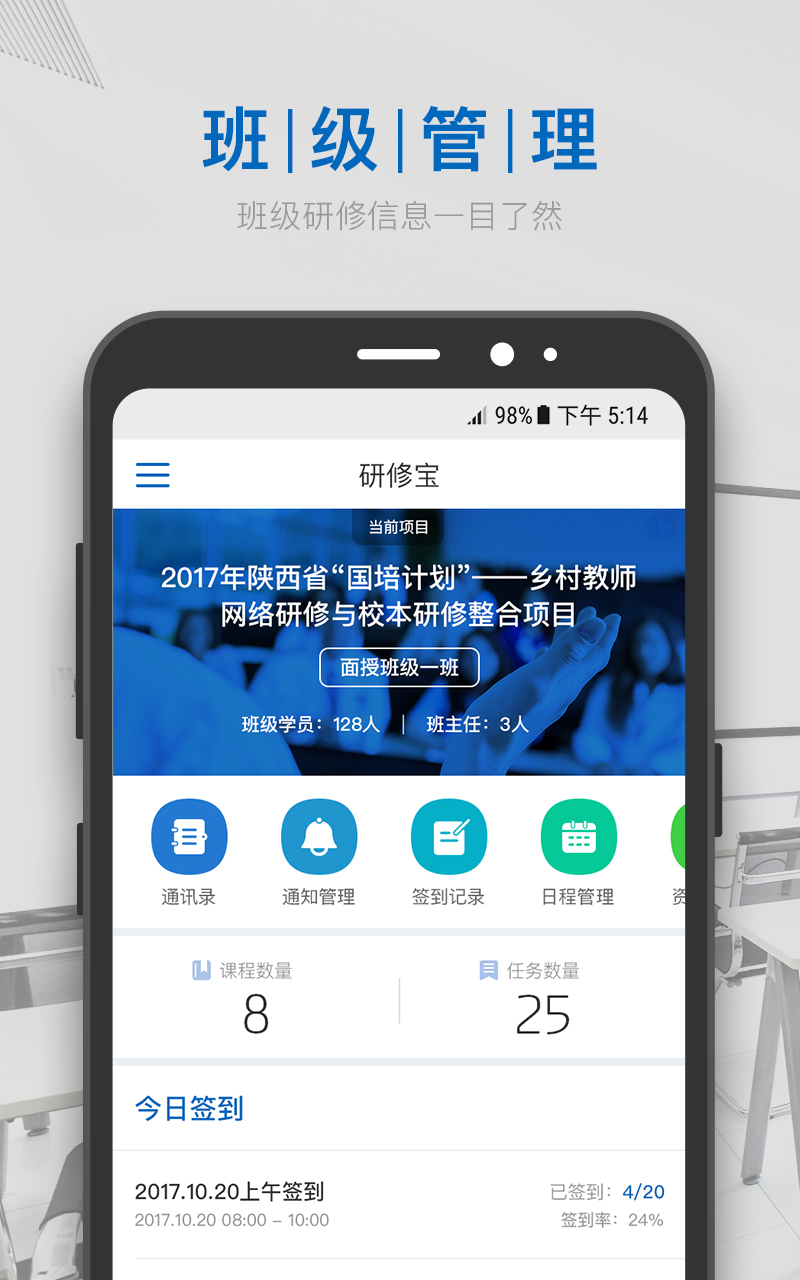 班|级|管|理
班级研修信息一目了然
98% 下午 5:14
研修宝
当前项目
2017年陕西省“国培计划”——乡村教师
网络研修与校本研修整合项目
面授班级一班
班级学员：128人 | 班主任：3人
通讯录 通知管理 签到记录 日程管理 资
课程数量 任务数量
8 25
今日签到
2017.10.20上午签到 已签到：4/20
2017.10.20 08:00 – 10:00 签到率：24%